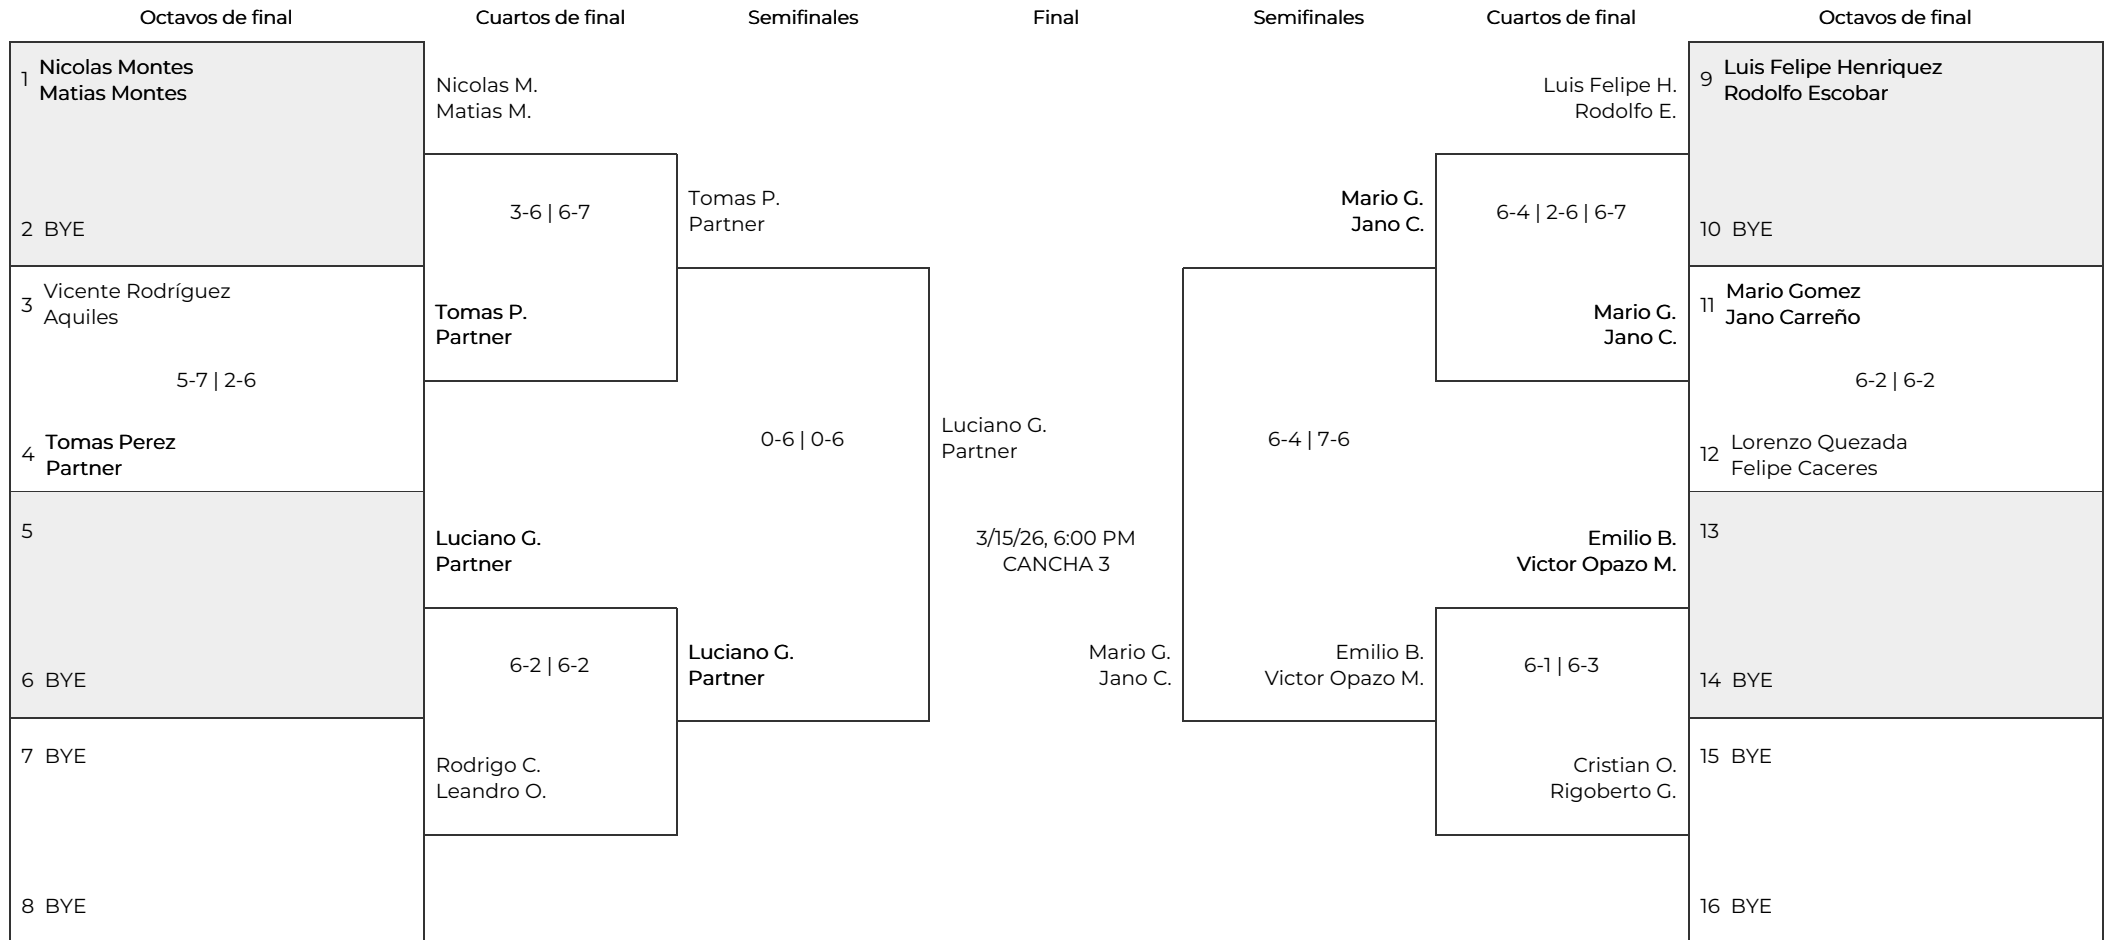 Octavos de final
Cuartos de final
Semifinales
Final
Semifinales
Cuartos de final
Octavos de final
1 Nicolas Montes
Matias Montes
2 BYE
3 Vicente Rodríguez
Aquiles
5-7 | 2-6
4 Tomas Perez
Partner
5
6 BYE
7 BYE
8 BYE
Nicolas M.
Matias M.
3-6 | 6-7
Tomas P.
Partner
Luciano G.
Partner
6-2 | 6-2
Rodrigo C.
Leandro O.
Tomas P.
Partner
0-6 | 0-6
Luciano G.
Partner
Luciano G.
Partner
3/15/26, 6:00 PM
CANCHA 3
Mario G.
Jano C.
Mario G.
Jano C.
6-4 | 7-6
Emilio B.
Victor Opazo M.
Luis Felipe H.
Rodolfo E.
6-4 | 2-6 | 6-7
Mario G.
Jano C.
Emilio B.
Victor Opazo M.
6-1 | 6-3
Cristian O.
Rigoberto G.
9 Luis Felipe Henriquez
Rodolfo Escobar
10 BYE
11 Mario Gomez
Jano Carreño
6-2 | 6-2
12 Lorenzo Quezada
Felipe Caceres
13
14 BYE
15 BYE
16 BYE